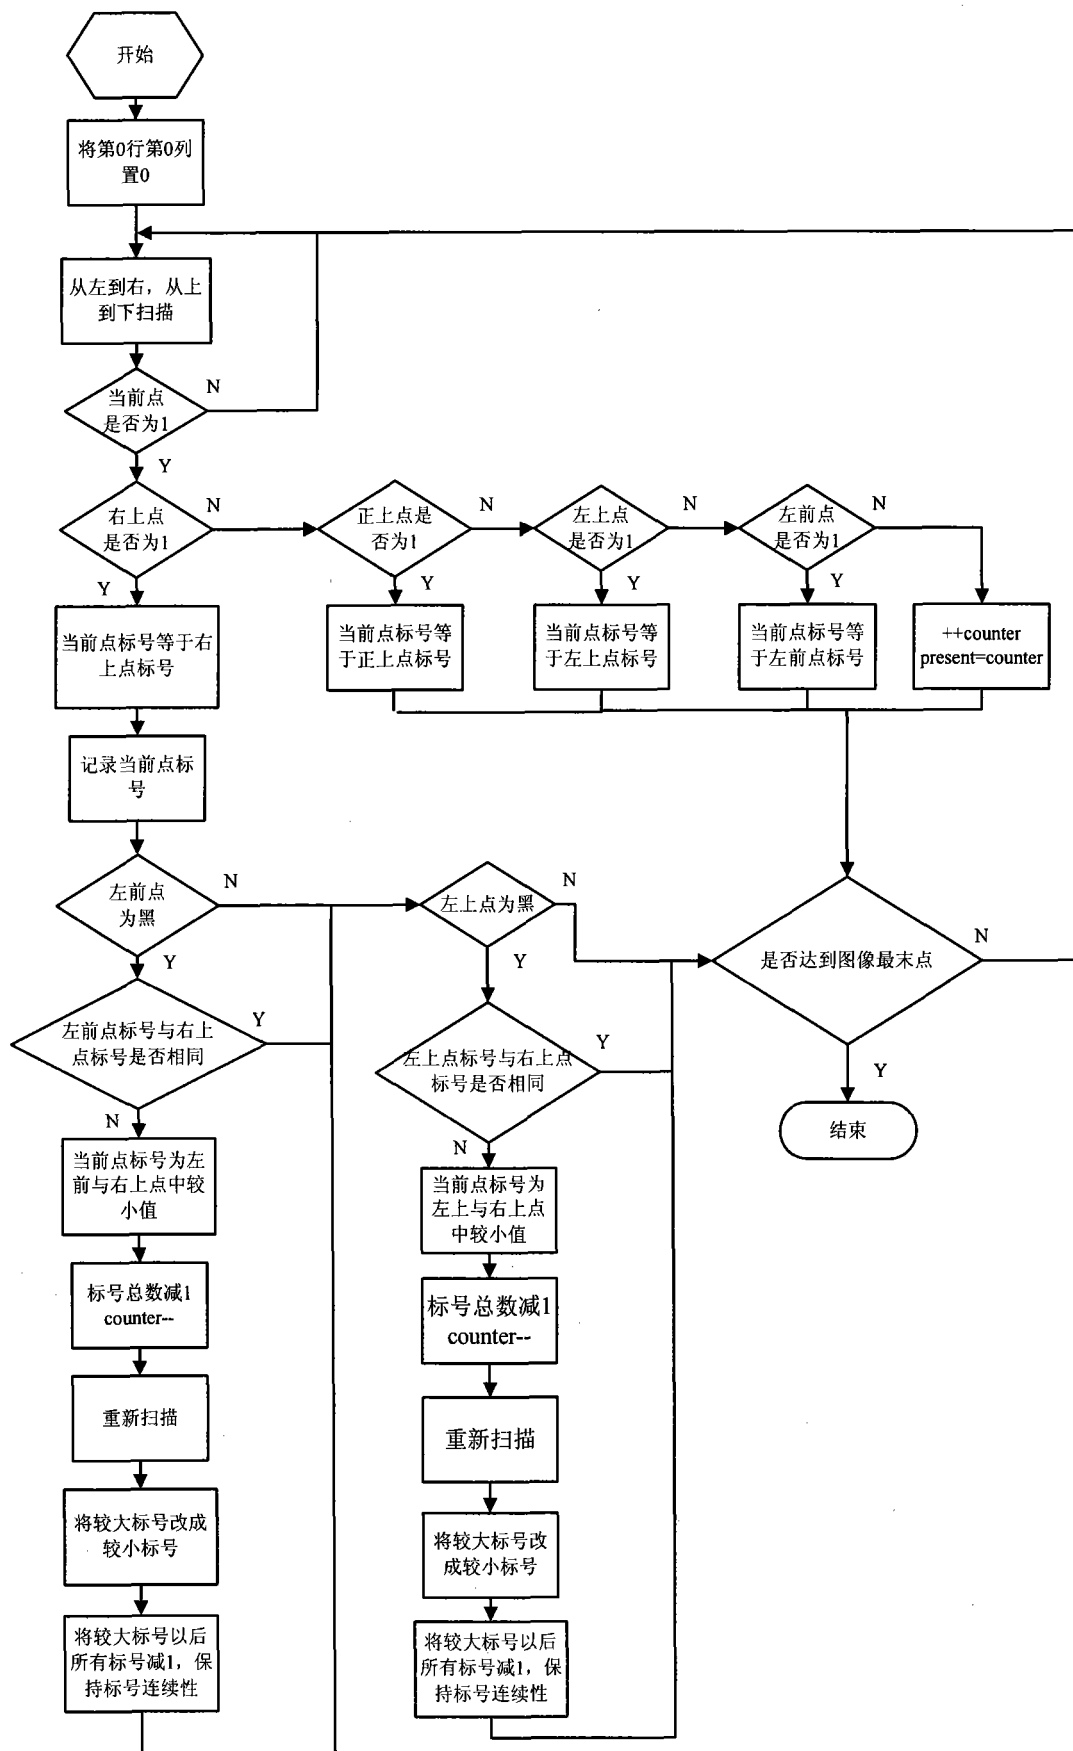 开始
将第0行第0列
置0
从左到右，从上
到下扫描
当前点
是否为1
N
Y
右上点
是否为1
N
Y
正上点是
否为1
N
Y
左上点
是否为1
N
Y
左前点
是否为1
N
Y
当前点标号等于右
上点标号
当前点标号等
于正上点标号
当前点标号等
于左上点标号
当前点标号等
于左前点标号
++counter
present=counter
记录当前点标
号
左前点
为黑
N
Y
左上点为黑
N
Y
是否达到图像最末点
N
Y
左前点标号与右上
点标号是否相同
Y
N
左上点标号与右上点
标号是否相同
Y
N
结束
当前点标号为左
前与右上点中较
小值
当前点标号为
左上与右上点
中较小值
标号总数减1
counter--
标号总数减1
counter--
重新扫描
重新扫描
将较大标号改成
较小标号
将较大标号改
成较小标号
将较大标号以后
所有标号减1，保
持标号连续性
将较大标号以后
所有标号减1，保
持标号连续性